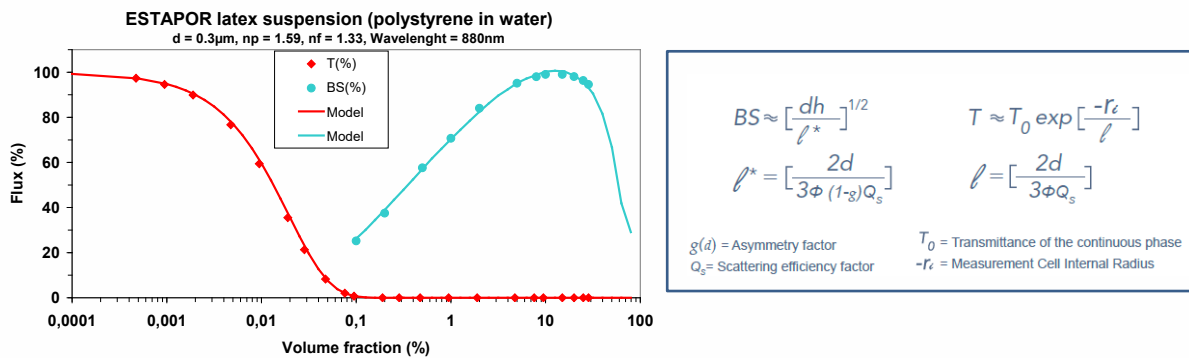 ESTAPOR latex suspension (polystyrene in water)
d = 0.3µm, np = 1.59, nf = 1.33, Wavelenght = 880nm
T(%)
BS(%)
Model
Model
Flux (%)
100
80
60
40
20
0
0,0001
0,001
0,01
0,1
1
10
100
Volume fraction (%)
BS ≈ [dh / ℓ*]^1/2
T ≈ T₀ exp [-rᵢ / ℓ]
ℓ* = [2d / 3Φ (1-g)Qₛ]
ℓ = [2d / 3ΦQₛ]
g(d) = Asymmetry factor
Qₛ= Scattering efficiency factor
T₀ = Transmittance of the continuous phase
-rᵢ = Measurement Cell Internal Radius